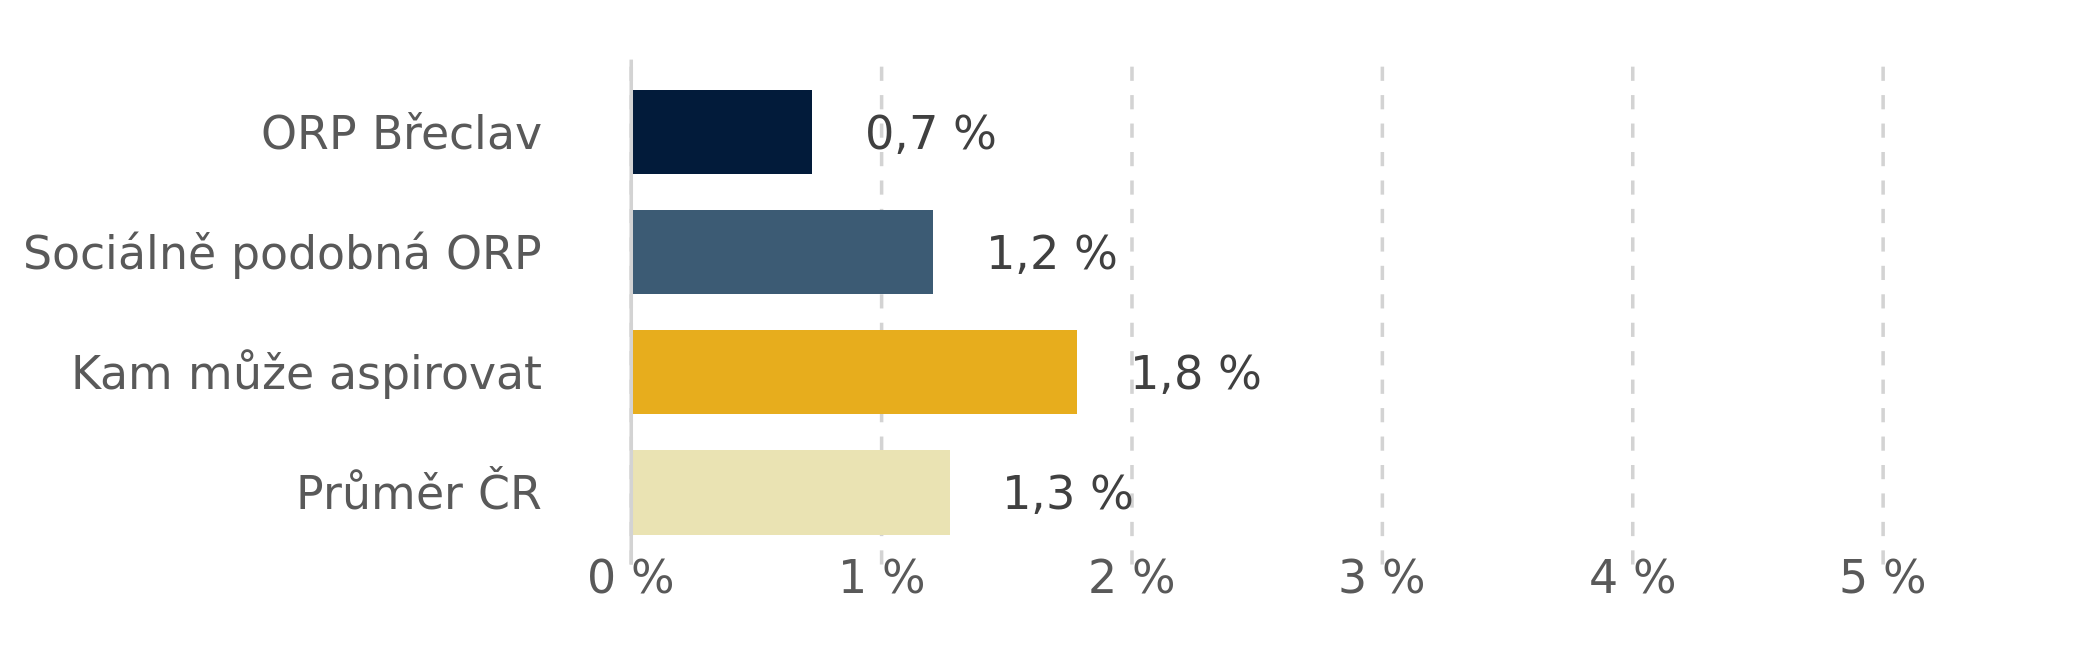 ORP Břeclav 0,7 %
Sociálně podobná ORP 1,2 %
Kam může aspirovat 1,8 %
Průměr ČR 1,3 %
0 % 1 % 2 % 3 % 4 % 5 %